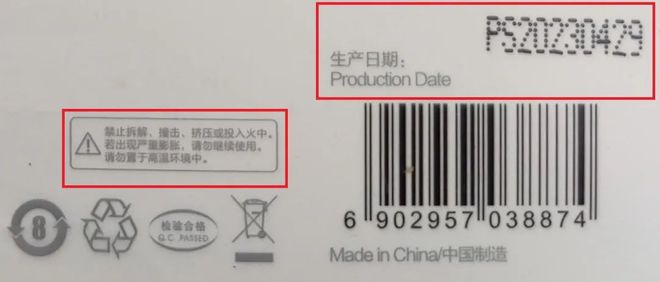 PS20230429
生产日期:
Production Date
禁止拆解、撞击、挤压或投入火中。
若出现严重膨胀，请勿继续使用。
请勿置于高温环境中。
8
检验合格
Q.C. PASSED
6 902957 038874
Made in China/中国制造